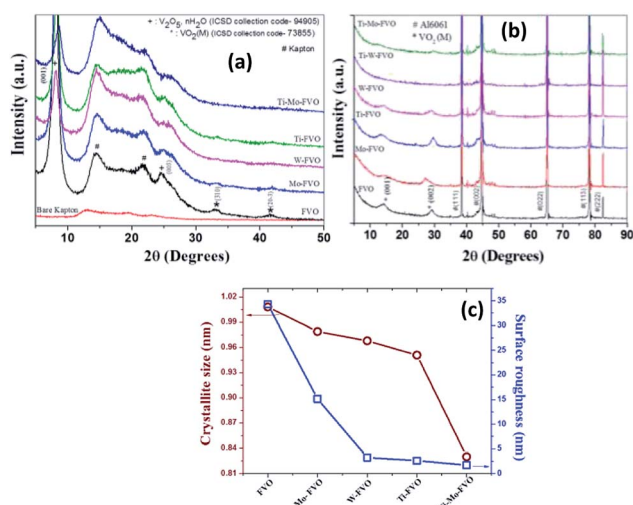 (a)
+ : V₂O₅, nH₂O (ICSD collection code- 94905)
* : VO₂(M) (ICSD collection code- 73855)
# Kapton
(001)
+
Ti-Mo-FVO
Ti-FVO
W-FVO
Mo-FVO
FVO
Bare Kapton
#
#
+
*
*
Intensity (a.u.)
5 10 20 30 40 50
2θ (Degrees)
(b)
# Al6061
* VO₂(M)
Ti-Mo-FVO
Ti-W-FVO
W-FVO
Ti-FVO
Mo-FVO
FVO
* (001)
* (002)
#(111)
#(002)
#(022)
#(113)
#(222)
Intensity (a.u.)
10 20 30 40 50 60 70 80 90
2θ (Degrees)
(c)
Crystallite size (nm)
1.02
0.99
0.96
0.93
0.90
0.87
0.84
0.81
Surface roughness (nm)
35
30
25
20
15
10
5
0
FVO
Mo- FVO
W-FVO
Ti-FVO
-Mo-FVO